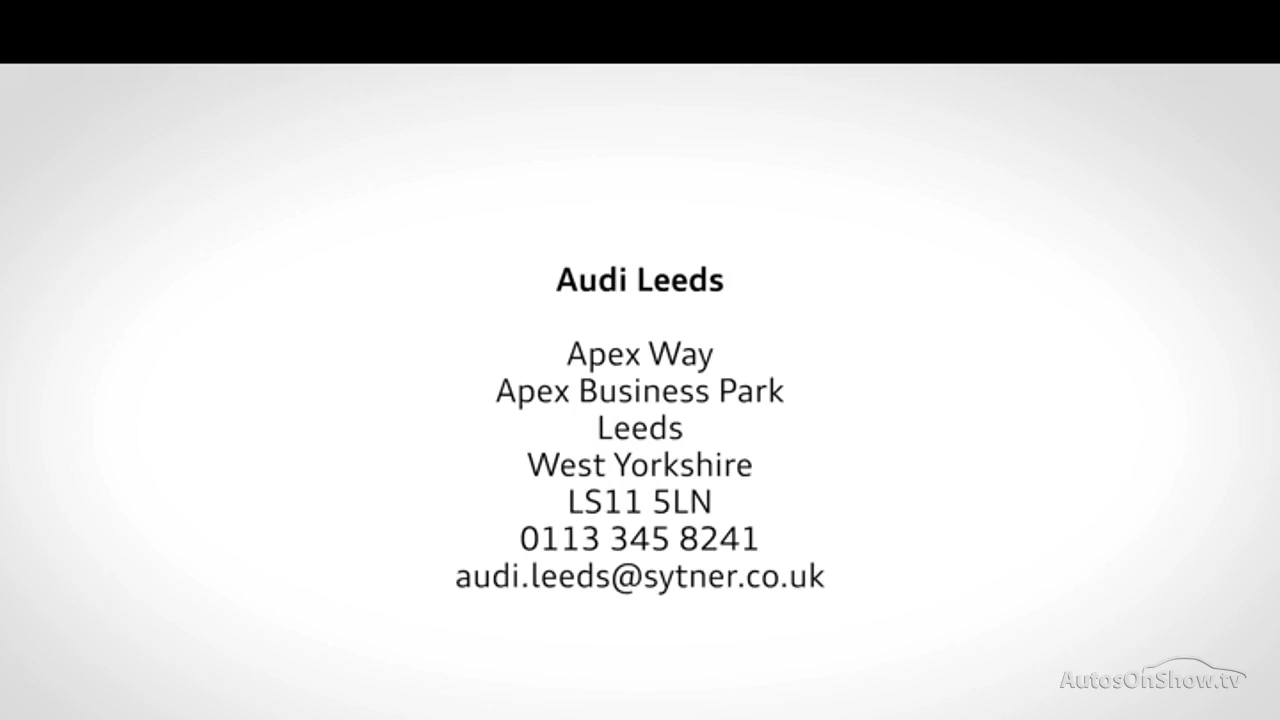 Audi Leeds
Apex Way
Apex Business Park
Leeds
West Yorkshire
LS11 5LN
0113 345 8241
audi.leeds@sytner.co.uk
AutosOnShow.tv